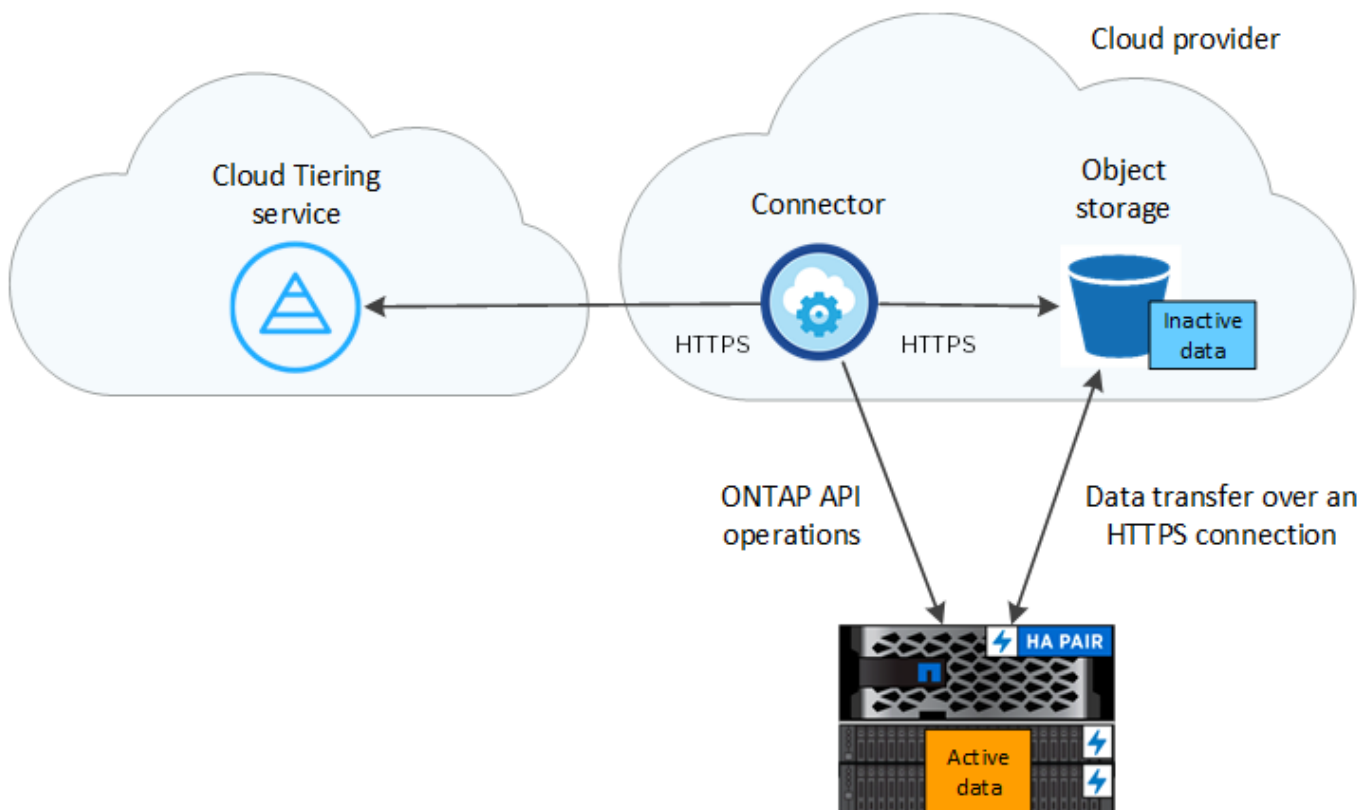 Cloud provider
Cloud Tiering
service
Connector
Object
storage
Inactive
data
HTTPS
HTTPS
ONTAP API
operations
Data transfer over an
HTTPS connection
HA PAIR
Active
data